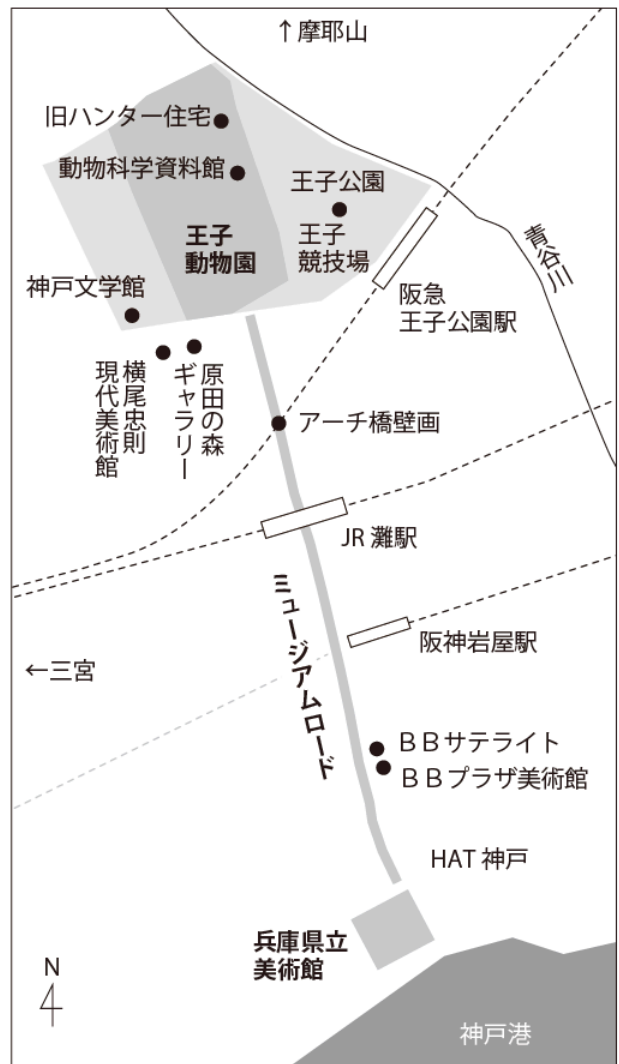 ↑摩耶山
旧ハンター住宅
動物科学資料館
王子公園
王子
動物園
王子
競技場
青谷川
神戸文学館
阪急
王子公園駅
原田の森
ギャラリー
横尾忠則
現代美術館
アーチ橋壁画
JR 灘駅
ミュージアムロード
阪神岩屋駅
←三宮
ＢＢサテライト
ＢＢプラザ美術館
HAT 神戸
兵庫県立
美術館
N
神戸港